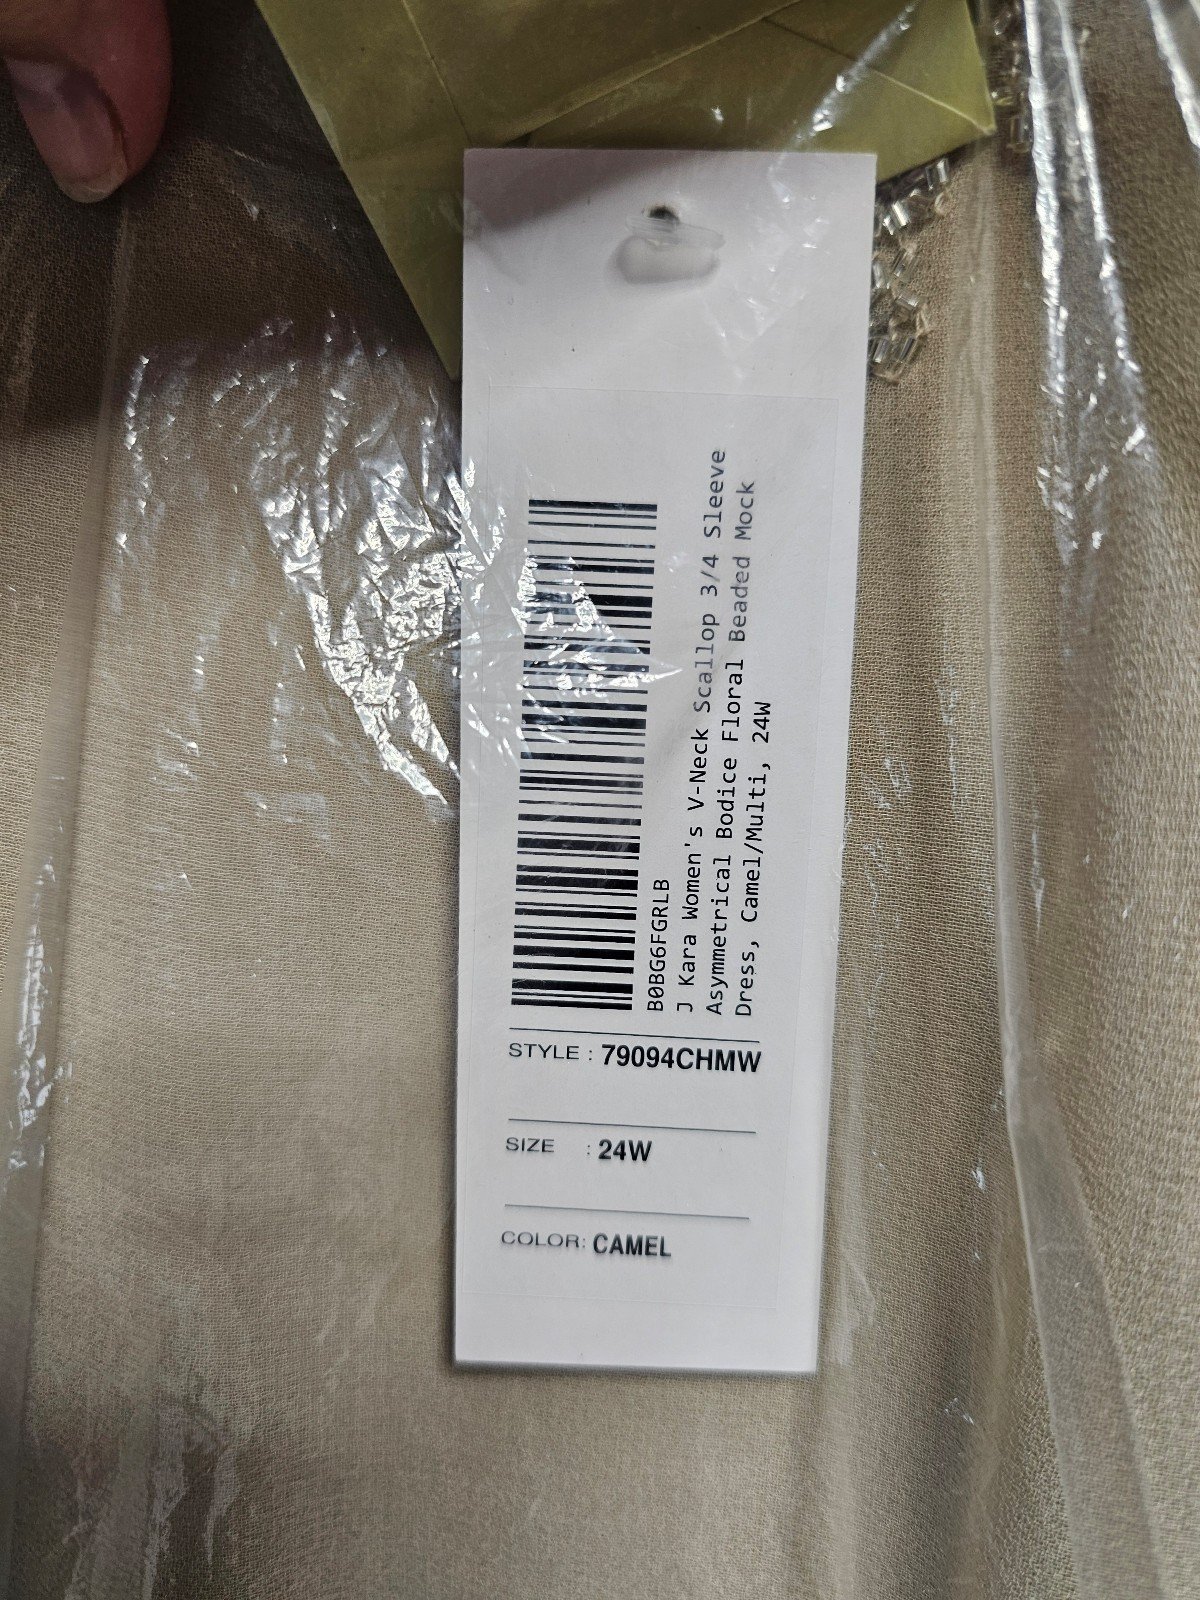 B0BG6FGRLB
J Kara Women's V-Neck Scallop 3/4 Sleeve
Asymmetrical Bodice Floral Beaded Mock
Dress, Camel/Multi, 24W
STYLE : 79094CHMW
SIZE : 24W
COLOR: CAMEL